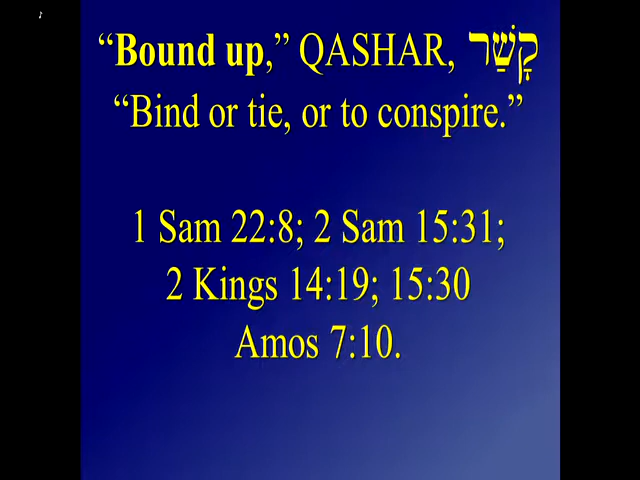 “Bound up,” QASHAR, קָשַׁר
“Bind or tie, or to conspire.”
1 Sam 22:8; 2 Sam 15:31;
2 Kings 14:19; 15:30
Amos 7:10.